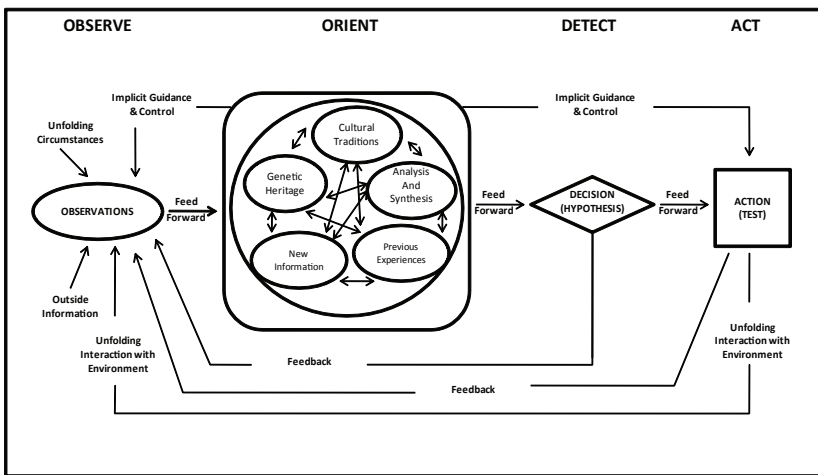 OBSERVE
ORIENT
DETECT
ACT
Implicit Guidance
& Control
Implicit Guidance
& Control
Unfolding
Circumstances
Cultural
Traditions
Genetic
Heritage
Analysis
And
Synthesis
OBSERVATIONS
Feed
Forward
Feed
Forward
DECISION
(HYPOTHESIS)
Feed
Forward
ACTION
(TEST)
New
Information
Previous
Experiences
Outside
Information
Unfolding
Interaction with
Environment
Unfolding
Interaction with
Environment
Feedback
Feedback